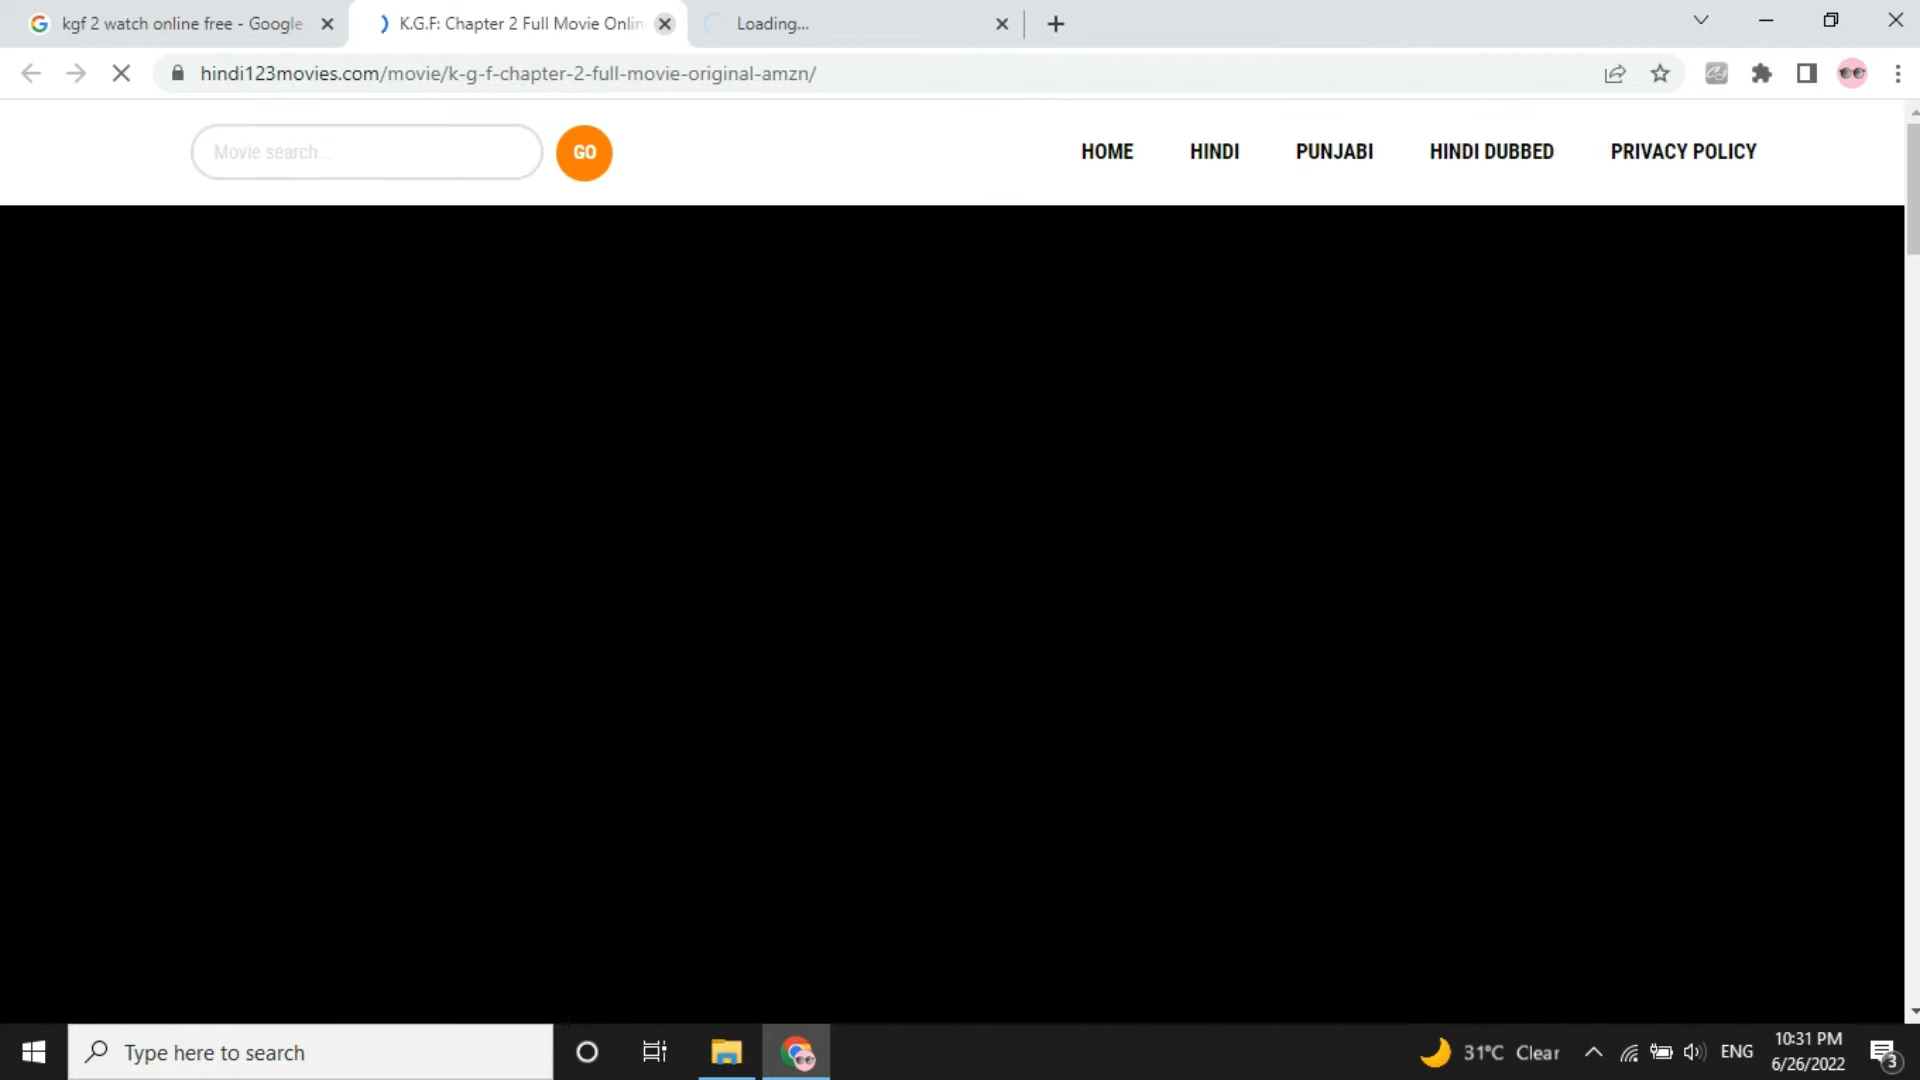 kgf 2 watch online free - Google
K.G.F: Chapter 2 Full Movie Onlin
Loading...
hindi123movies.com/movie/k-g-f-chapter-2-full-movie-original-amzn/
Movie search...
GO
HOME
HINDI
PUNJABI
HINDI DUBBED
PRIVACY POLICY
Type here to search
31°C Clear
ENG
10:31 PM
6/26/2022
3